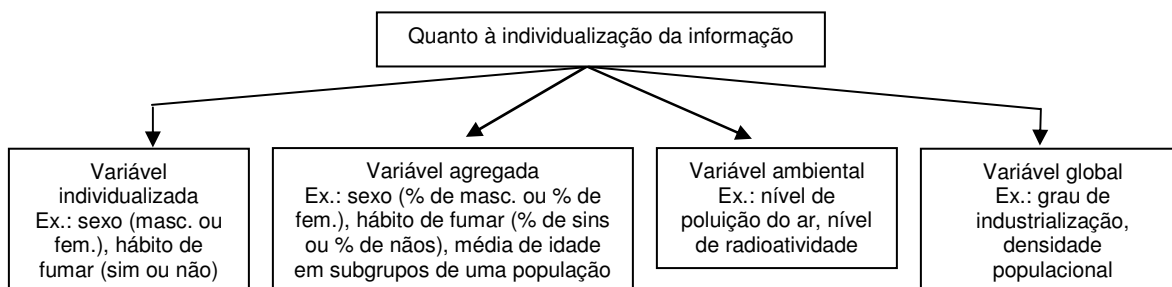 Quanto à individualização da informação
Variável
individualizada
Ex.: sexo (masc. ou
fem.), hábito de
fumar (sim ou não)
Variável agregada
Ex.: sexo (% de masc. ou % de
fem.), hábito de fumar (% de sins
ou % de nãos), média de idade
em subgrupos de uma população
Variável ambiental
Ex.: nível de
poluição do ar, nível
de radioatividade
Variável global
Ex.: grau de
industrialização,
densidade
populacional